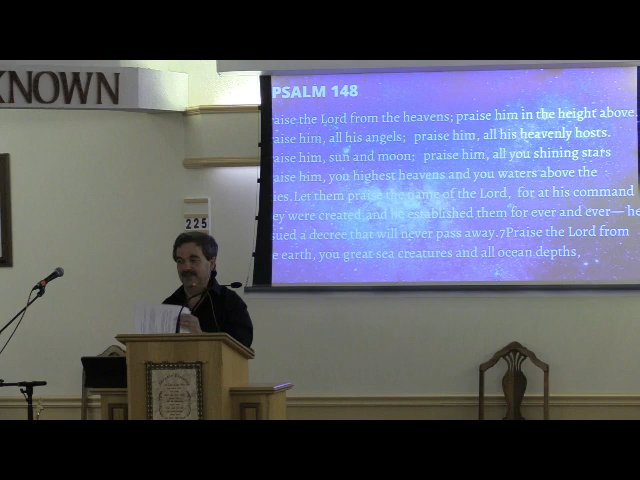 KNOWN
PSALM 148
aise the Lord from the heavens; praise him in the height above.
aise him, all his angels; praise him, all his heavenly hosts.
aise him, sun and moon; praise him, all you shining stars
aise him, you highest heavens and you waters above the
ies. Let them praise the name of the Lord, for at his command
ey were created, and he established them for ever and ever— he
sued a decree that will never pass away. 7Praise the Lord from
e earth, you great sea creatures and all ocean depths,
225